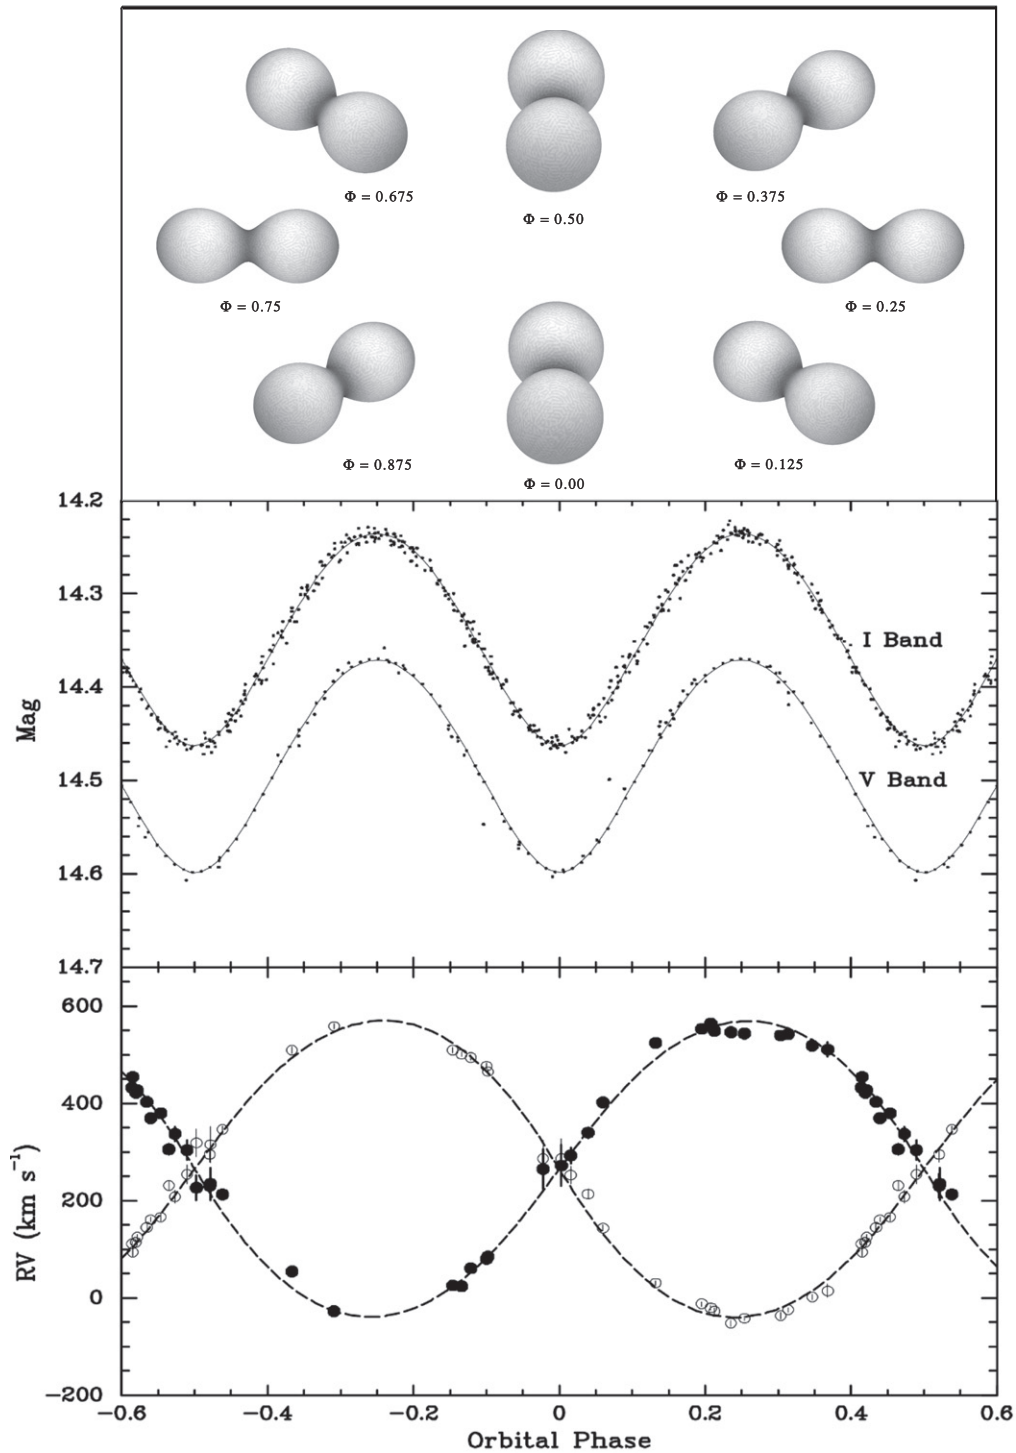 Φ = 0.675
Φ = 0.50
Φ = 0.375
Φ = 0.75
Φ = 0.25
Φ = 0.875
Φ = 0.00
Φ = 0.125
14.2
14.3
I Band
14.4
Mag
14.5
V Band
14.6
14.7
600
400
RV (km s⁻¹)
200
0
−200
−0.6 −0.4 −0.2 0 0.2 0.4 0.6
Orbital Phase